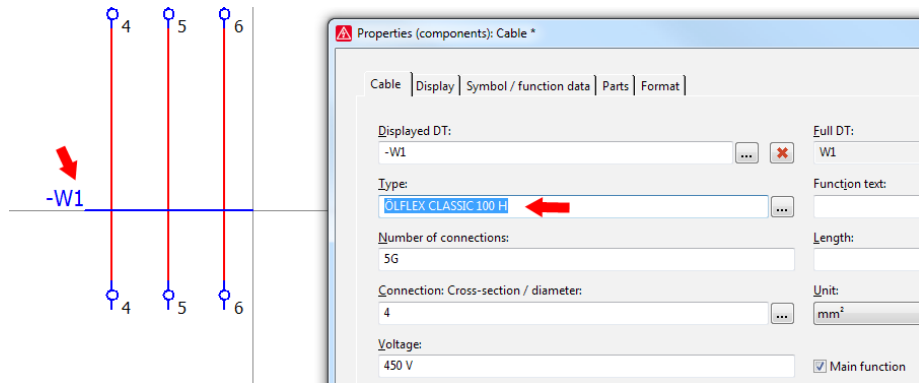 4 5 6
-W1
4 5 6
Properties (components): Cable *
Cable Display Symbol / function data Parts Format
Displayed DT: Full DT:
-W1 ... W1
Type: Function text:
ÖLFLEX CLASSIC 100 H ...
Number of connections: Length:
5G
Connection: Cross-section / diameter: Unit:
4 ... mm²
Voltage:
450 V Main function